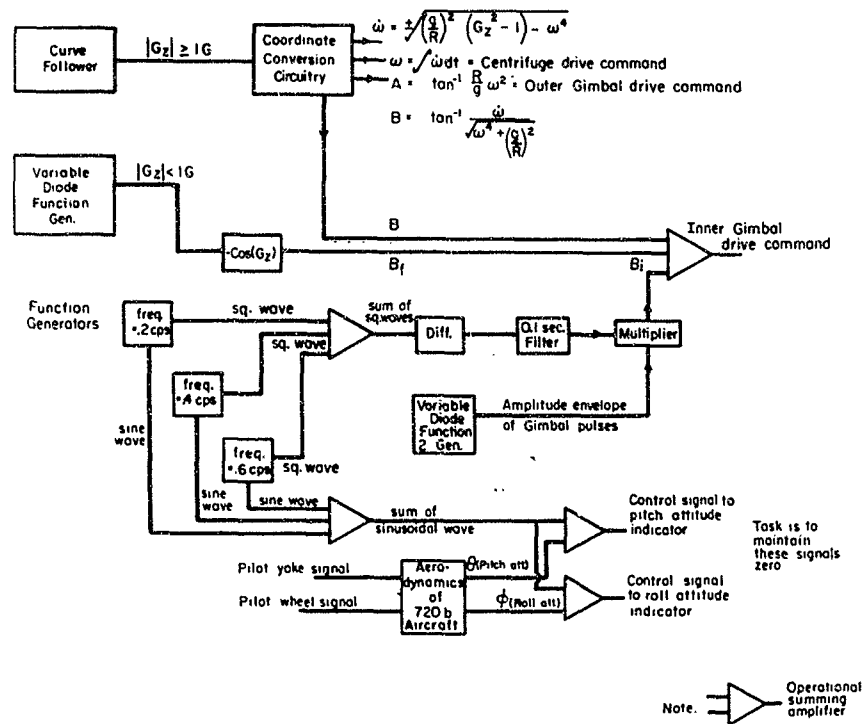 Curve
Follower
|Gz| ≥ 1G
Coordinate
Conversion
Circuitry
ω̇ = ±√(g/R)² (Gz² - 1) - ω⁴
ω = ∫ω̇dt = Centrifuge drive command
A = tan⁻¹ R/g ω² = Outer Gimbal drive command
B = tan⁻¹ ω̇/√ω⁴ + (g/R)²
Variable
Diode
Function
Gen.
|Gz| < 1G
-Cos(Gz)
B
Bf
Bi
Inner Gimbal
drive command
Function
Generators
freq.
=.2cps
sq. wave
sum of
sq.waves
Diff.
0.1 sec.
Filter
Multiplier
sq. wave
freq.
=.4 cps
sine
wave
Variable
Diode
Function
2 Gen.
Amplitude envelope
of Gimbal pulses
freq.
=.6 cps
sq. wave
sine
wave
sine wave
sum of
sinusoidal wave
Control signal to
pitch attitude
indicator
Task is to
maintain
these signals
zero
Pilot yoke signal
Pilot wheel signal
Aero-
dynamics
of
720 b
Aircraft
θ(Pitch att)
ϕ(Roll att)
Control signal
to roll attitude
indicator
Note.
Operational
summing
amplifier